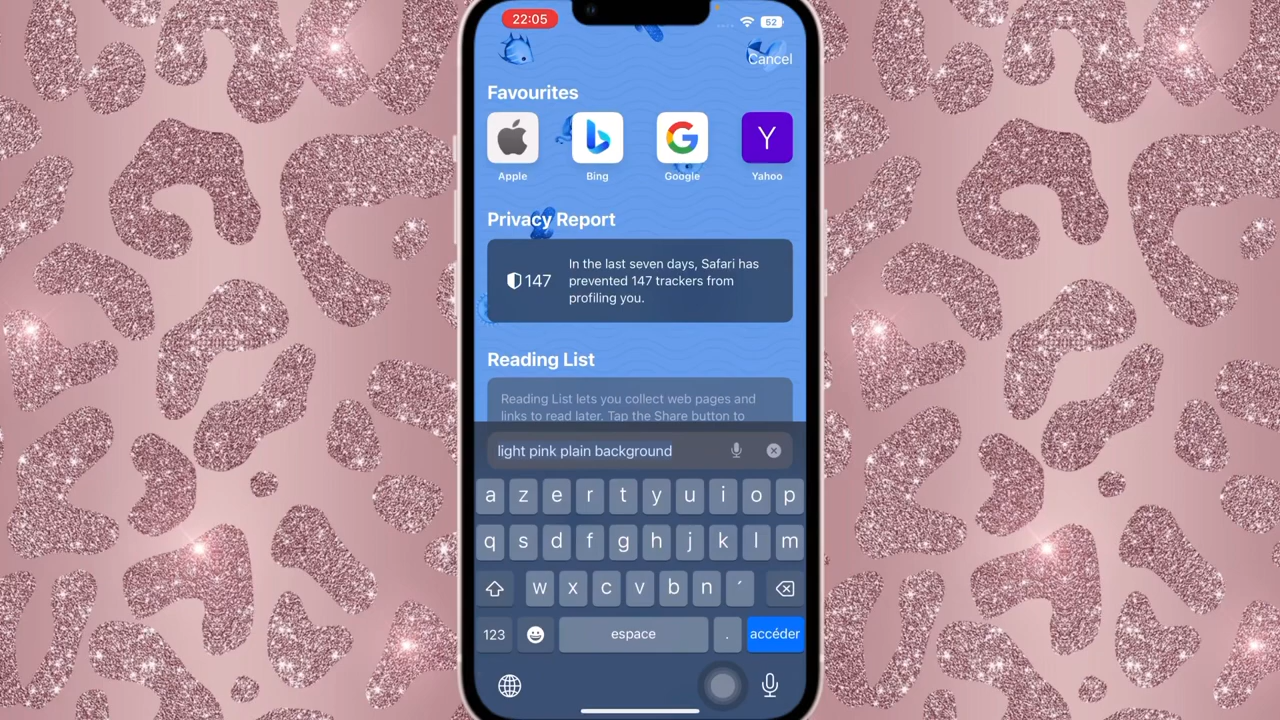 22:05
52
Cancel
Favourites
Apple
Bing
Google
Y
Yahoo
Privacy Report
147
In the last seven days, Safari has
prevented 147 trackers from
profiling you.
Reading List
Reading List lets you collect web pages and
links to read later. Tap the Share button to
light pink plain background
a z e r t y u i o p
q s d f g h j k l m
w x c v b n ´
123 espace . accéder